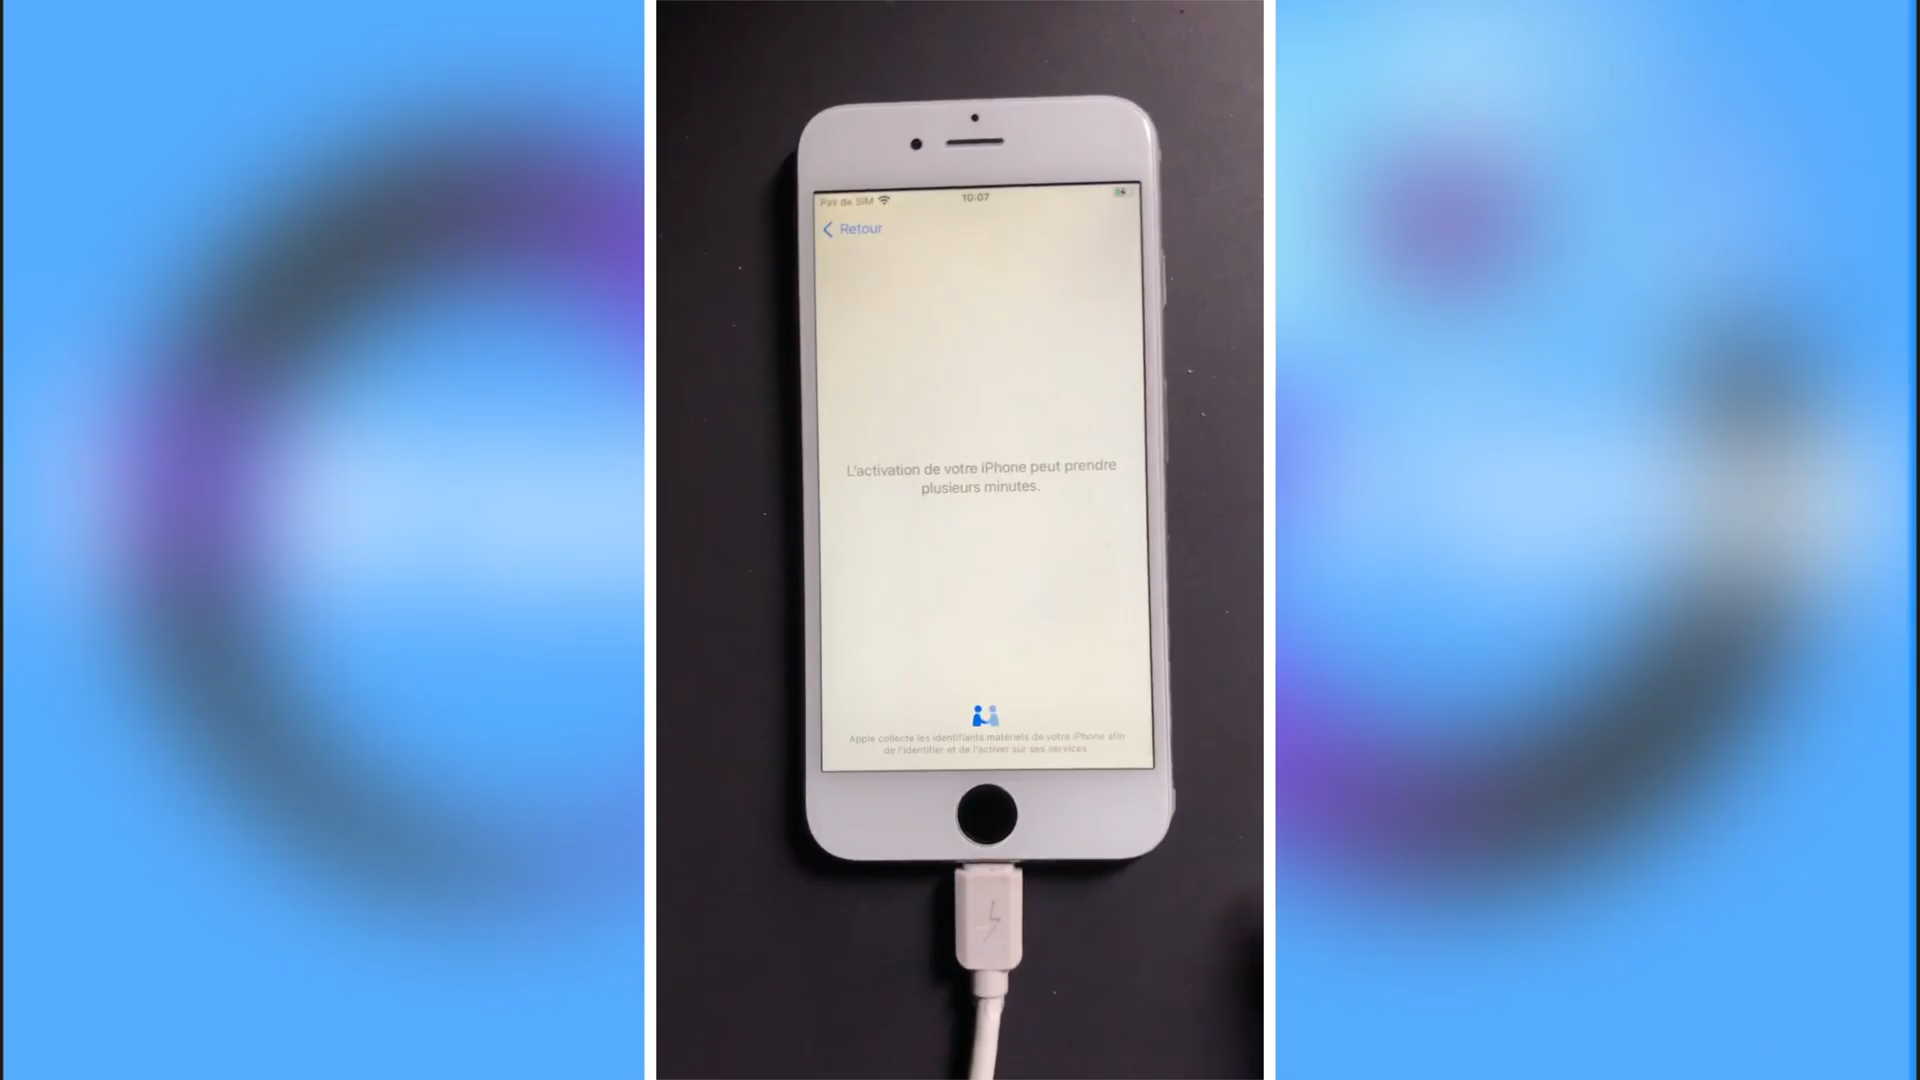 Pas de SIM
10:07
Retour
L'activation de votre iPhone peut prendre
plusieurs minutes.
Apple collecte les identifiants matériels de votre iPhone afin
de l'identifier et de l'activer sur ses services.